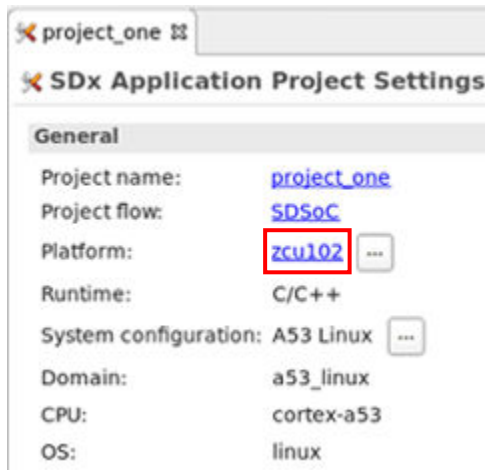 project_one
SDx Application Project Settings
General
Project name: project_one
Project flow: SDSoC
Platform: zcu102 ...
Runtime: C/C++
System configuration: A53 Linux ...
Domain: a53_linux
CPU: cortex-a53
OS: linux